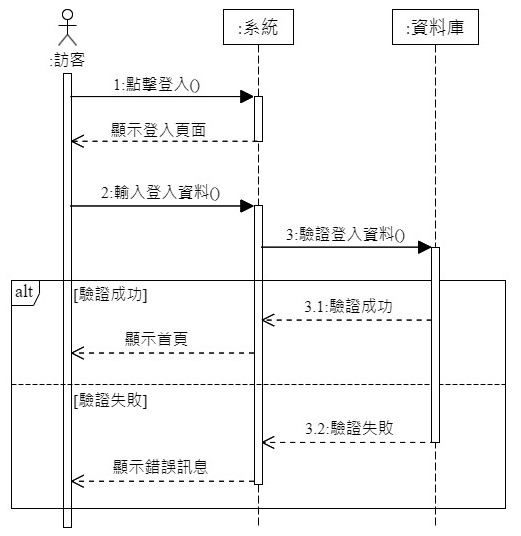 :訪客
:系統
:資料庫
1:點擊登入()
顯示登入頁面
2:輸入登入資料()
3:驗證登入資料()
alt
[驗證成功]
3.1:驗證成功
顯示首頁
[驗證失敗]
3.2:驗證失敗
顯示錯誤訊息